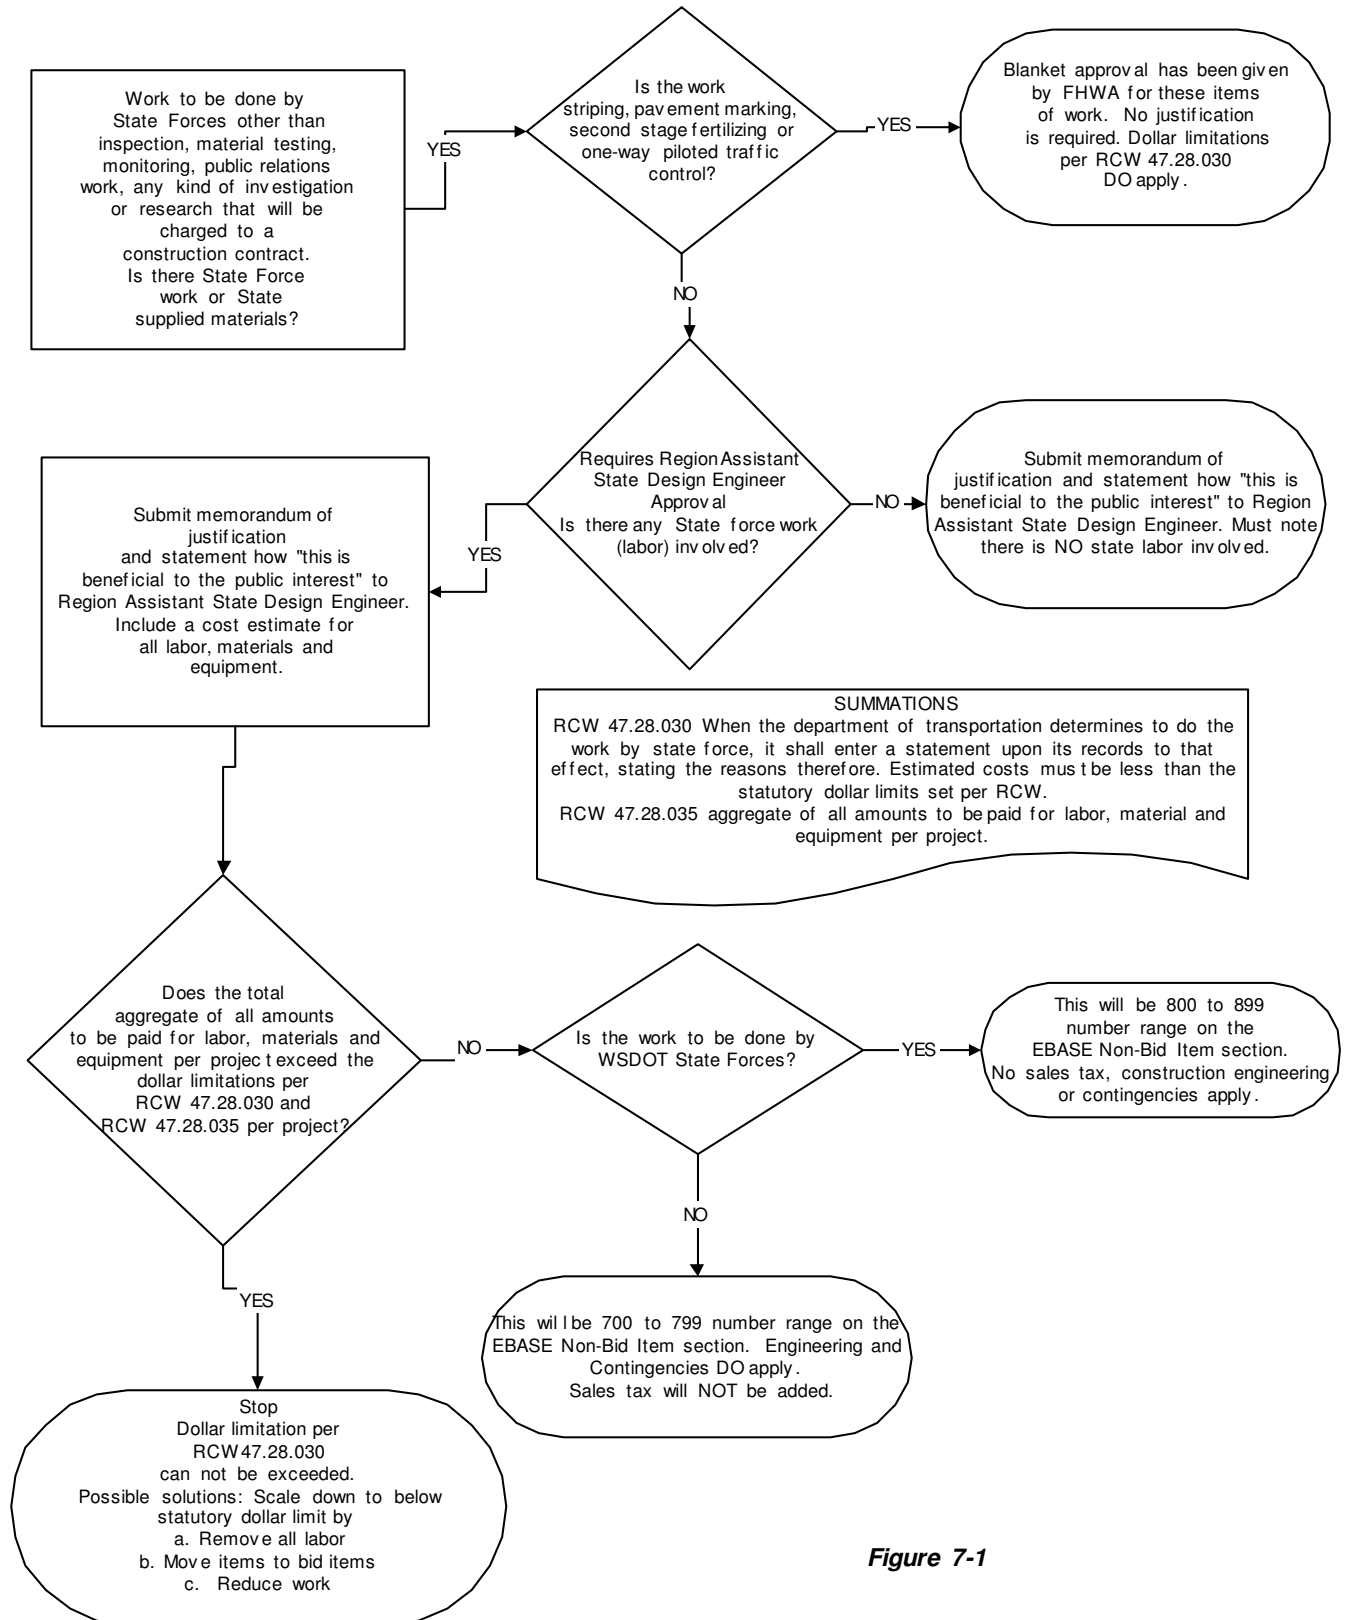 Work to be done by
State Forces other than
inspection, material testing,
monitoring, public relations
work, any kind of investigation
or research that will be
charged to a
construction contract.
Is there State Force
work or State
supplied materials?
YES
Is the work
striping, pavement marking,
second stage fertilizing or
one-way piloted traffic
control?
YES
Blanket approval has been given
by FHWA for these items
of work. No justification
is required. Dollar limitations
per RCW 47.28.030
DO apply.
NO
Requires Region Assistant
State Design Engineer
Approval
Is there any State force work
(labor) involved?
NO
Submit memorandum of
justification and statement how "this is
beneficial to the public interest" to Region
Assistant State Design Engineer. Must note
there is NO state labor involved.
YES
Submit memorandum of
justification
and statement how "this is
beneficial to the public interest" to
Region Assistant State Design Engineer.
Include a cost estimate for
all labor, materials and
equipment.
SUMMATIONS
RCW 47.28.030 When the department of transportation determines to do the
work by state force, it shall enter a statement upon its records to that
effect, stating the reasons therefore. Estimated costs must be less than the
statutory dollar limits set per RCW.
RCW 47.28.035 aggregate of all amounts to be paid for labor, material and
equipment per project.
Does the total
aggregate of all amounts
to be paid for labor, materials and
equipment per project exceed the
dollar limitations per
RCW 47.28.030 and
RCW 47.28.035 per project?
NO
Is the work to be done by
WSDOT State Forces?
YES
This will be 800 to 899
number range on the
EBASE Non-Bid Item section.
No sales tax, construction engineering
or contingencies apply.
NO
This will be 700 to 799 number range on the
EBASE Non-Bid Item section. Engineering and
Contingencies DO apply.
Sales tax will NOT be added.
YES
Stop
Dollar limitation per
RCW 47.28.030
can not be exceeded.
Possible solutions: Scale down to below
statutory dollar limit by
a. Remove all labor
b. Move items to bid items
c. Reduce work
Figure 7-1